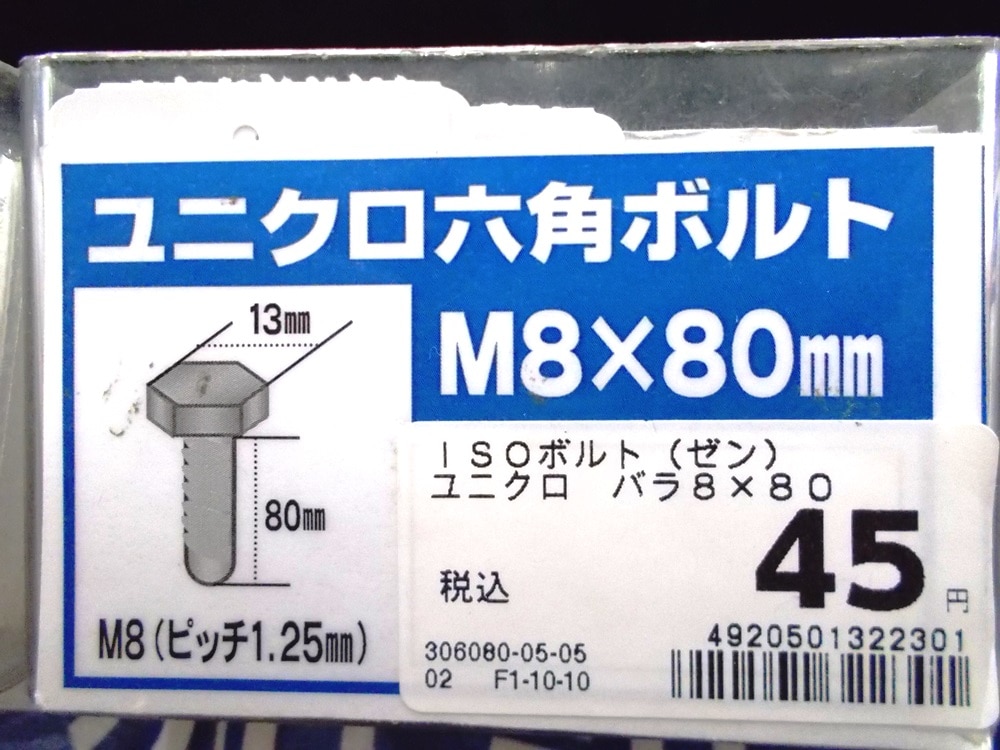 ユニクロ六角ボルト
M8×80mm
13mm
80mm
M8(ピッチ1.25mm)
ISOボルト(ゼン)
ユニクロ バラ8×80
45円
税込
4920501322301
306080-05-05
02 F1-10-10